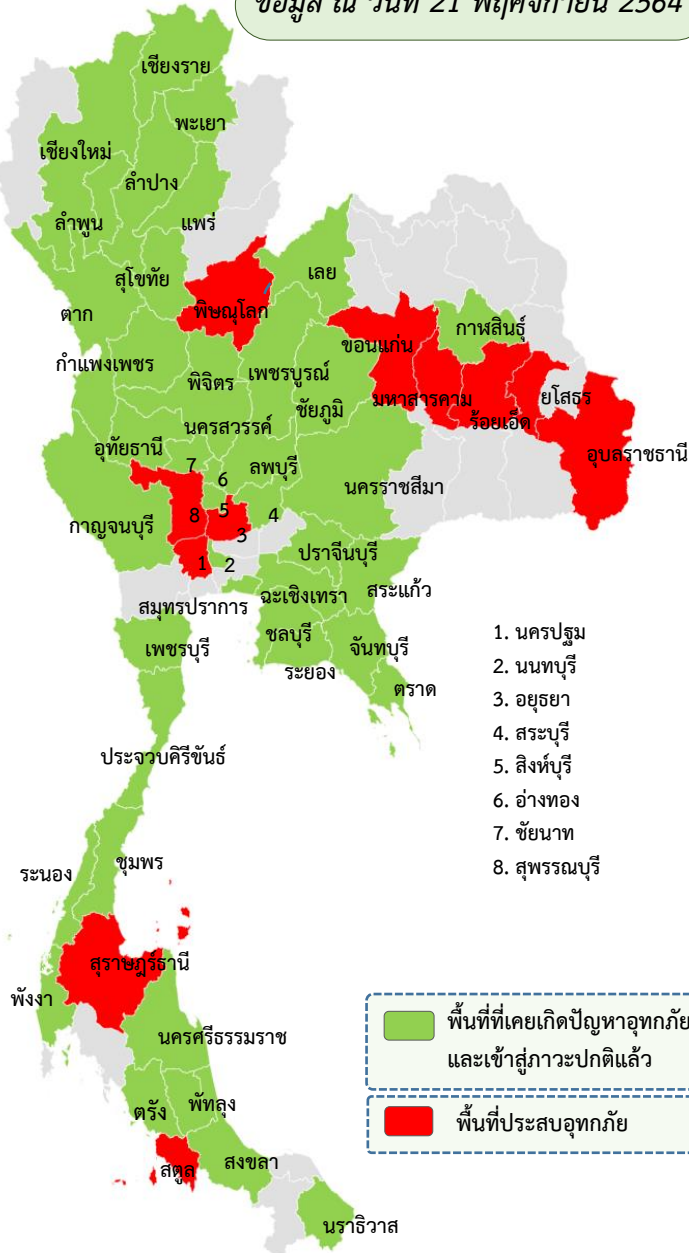 ข้อมูล ณ วันที่ 21 พฤศจิกายน 2564
เชียงราย
พะเยา
เชียงใหม่
ลำปาง
ลำพูน
แพร่
สุโขทัย
เลย
ตาก
พิษณุโลก
กาฬสินธุ์
ขอนแก่น
กำแพงเพชร
เพชรบูรณ์
พิจิตร
มหาสารคาม
ยโสธร
ชัยภูมิ
ร้อยเอ็ด
นครสวรรค์
อุทัยธานี
อุบลราชธานี
7
ลพบุรี
6
นครราชสีมา
5
8
4
กาญจนบุรี
3
ปราจีนบุรี
1
2
สระแก้ว
ฉะเชิงเทรา
สมุทรปราการ
ชลบุรี
จันทบุรี
เพชรบุรี
ระยอง
ตราด
1. นครปฐม
2. นนทบุรี
3. อยุธยา
4. สระบุรี
5. สิงห์บุรี
6. อ่างทอง
7. ชัยนาท
8. สุพรรณบุรี
ประจวบคิรีขันธ์
ชุมพร
ระนอง
สุราษฎร์ธานี
พังงา
นครศรีธรรมราช
ตรัง
พัทลุง
สงขลา
สตูล
นราธิวาส
พื้นที่ที่เคยเกิดปัญหาอุทกภัย
และเข้าสู่ภาวะปกติแล้ว
พื้นที่ประสบอุทกภัย